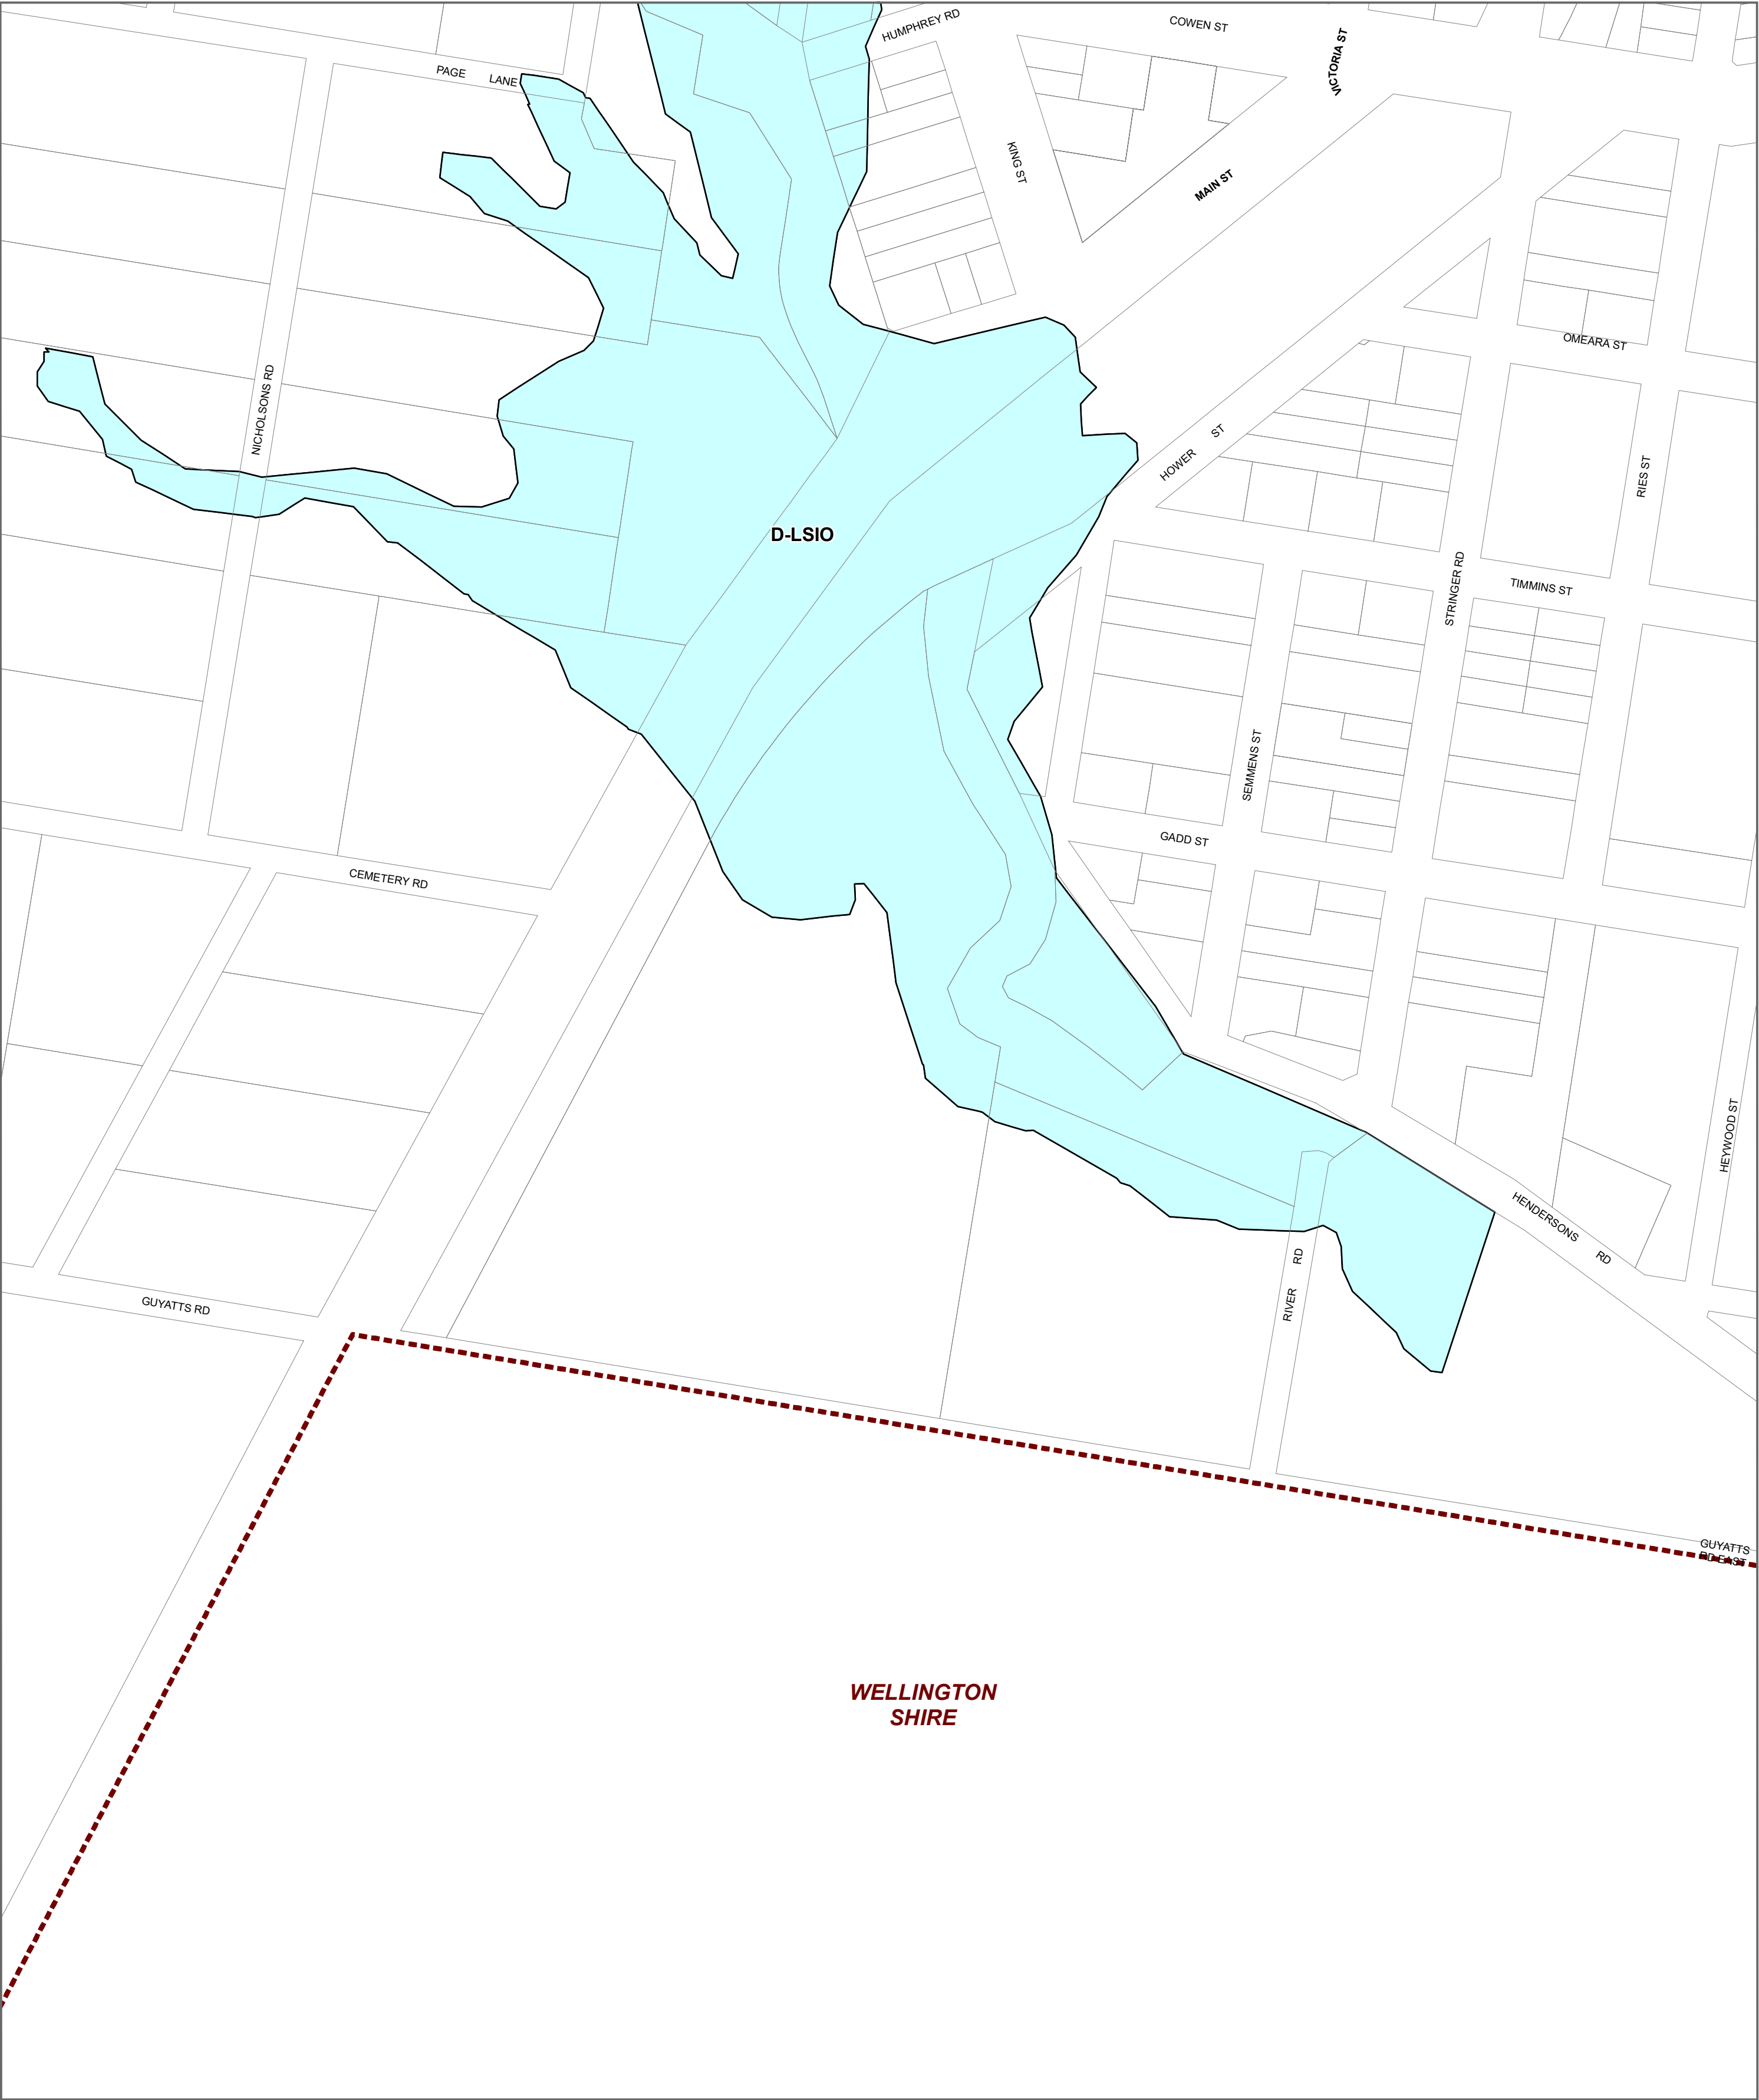 HUMPHREY RD
COWEN ST
VICTORIA ST
PAGE LANE
KING ST
MAIN ST
OMEARA ST
NICHOLSONS RD
HOWER ST
RIES ST
D-LSIO
STRINGER RD
TIMMINS ST
SEMMENS ST
GADD ST
CEMETERY RD
HEYWOOD ST
HENDERSONS RD
RIVER RD
GUYATTS RD
GUYATTS
RD EAST
WELLINGTON
SHIRE